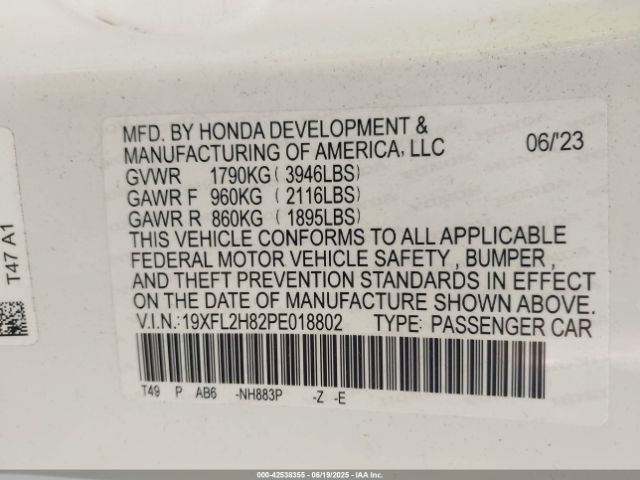 MFD. BY HONDA DEVELOPMENT &
MANUFACTURING OF AMERICA, LLC 06/'23
GVWR 1790KG ( 3946LBS)
GAWR F 960KG ( 2116LBS)
GAWR R 860KG ( 1895LBS)
THIS VEHICLE CONFORMS TO ALL APPLICABLE
FEDERAL MOTOR VEHICLE SAFETY , BUMPER ,
AND THEFT PREVENTION STANDARDS IN EFFECT
ON THE DATE OF MANUFACTURE SHOWN ABOVE.
V.I.N.: 19XFL2H82PE018802 TYPE: PASSENGER CAR
T49 P AB6 -NH883P -Z -E
T47 A1
000-42538355 - 06/19/2025 - IAAI.COM